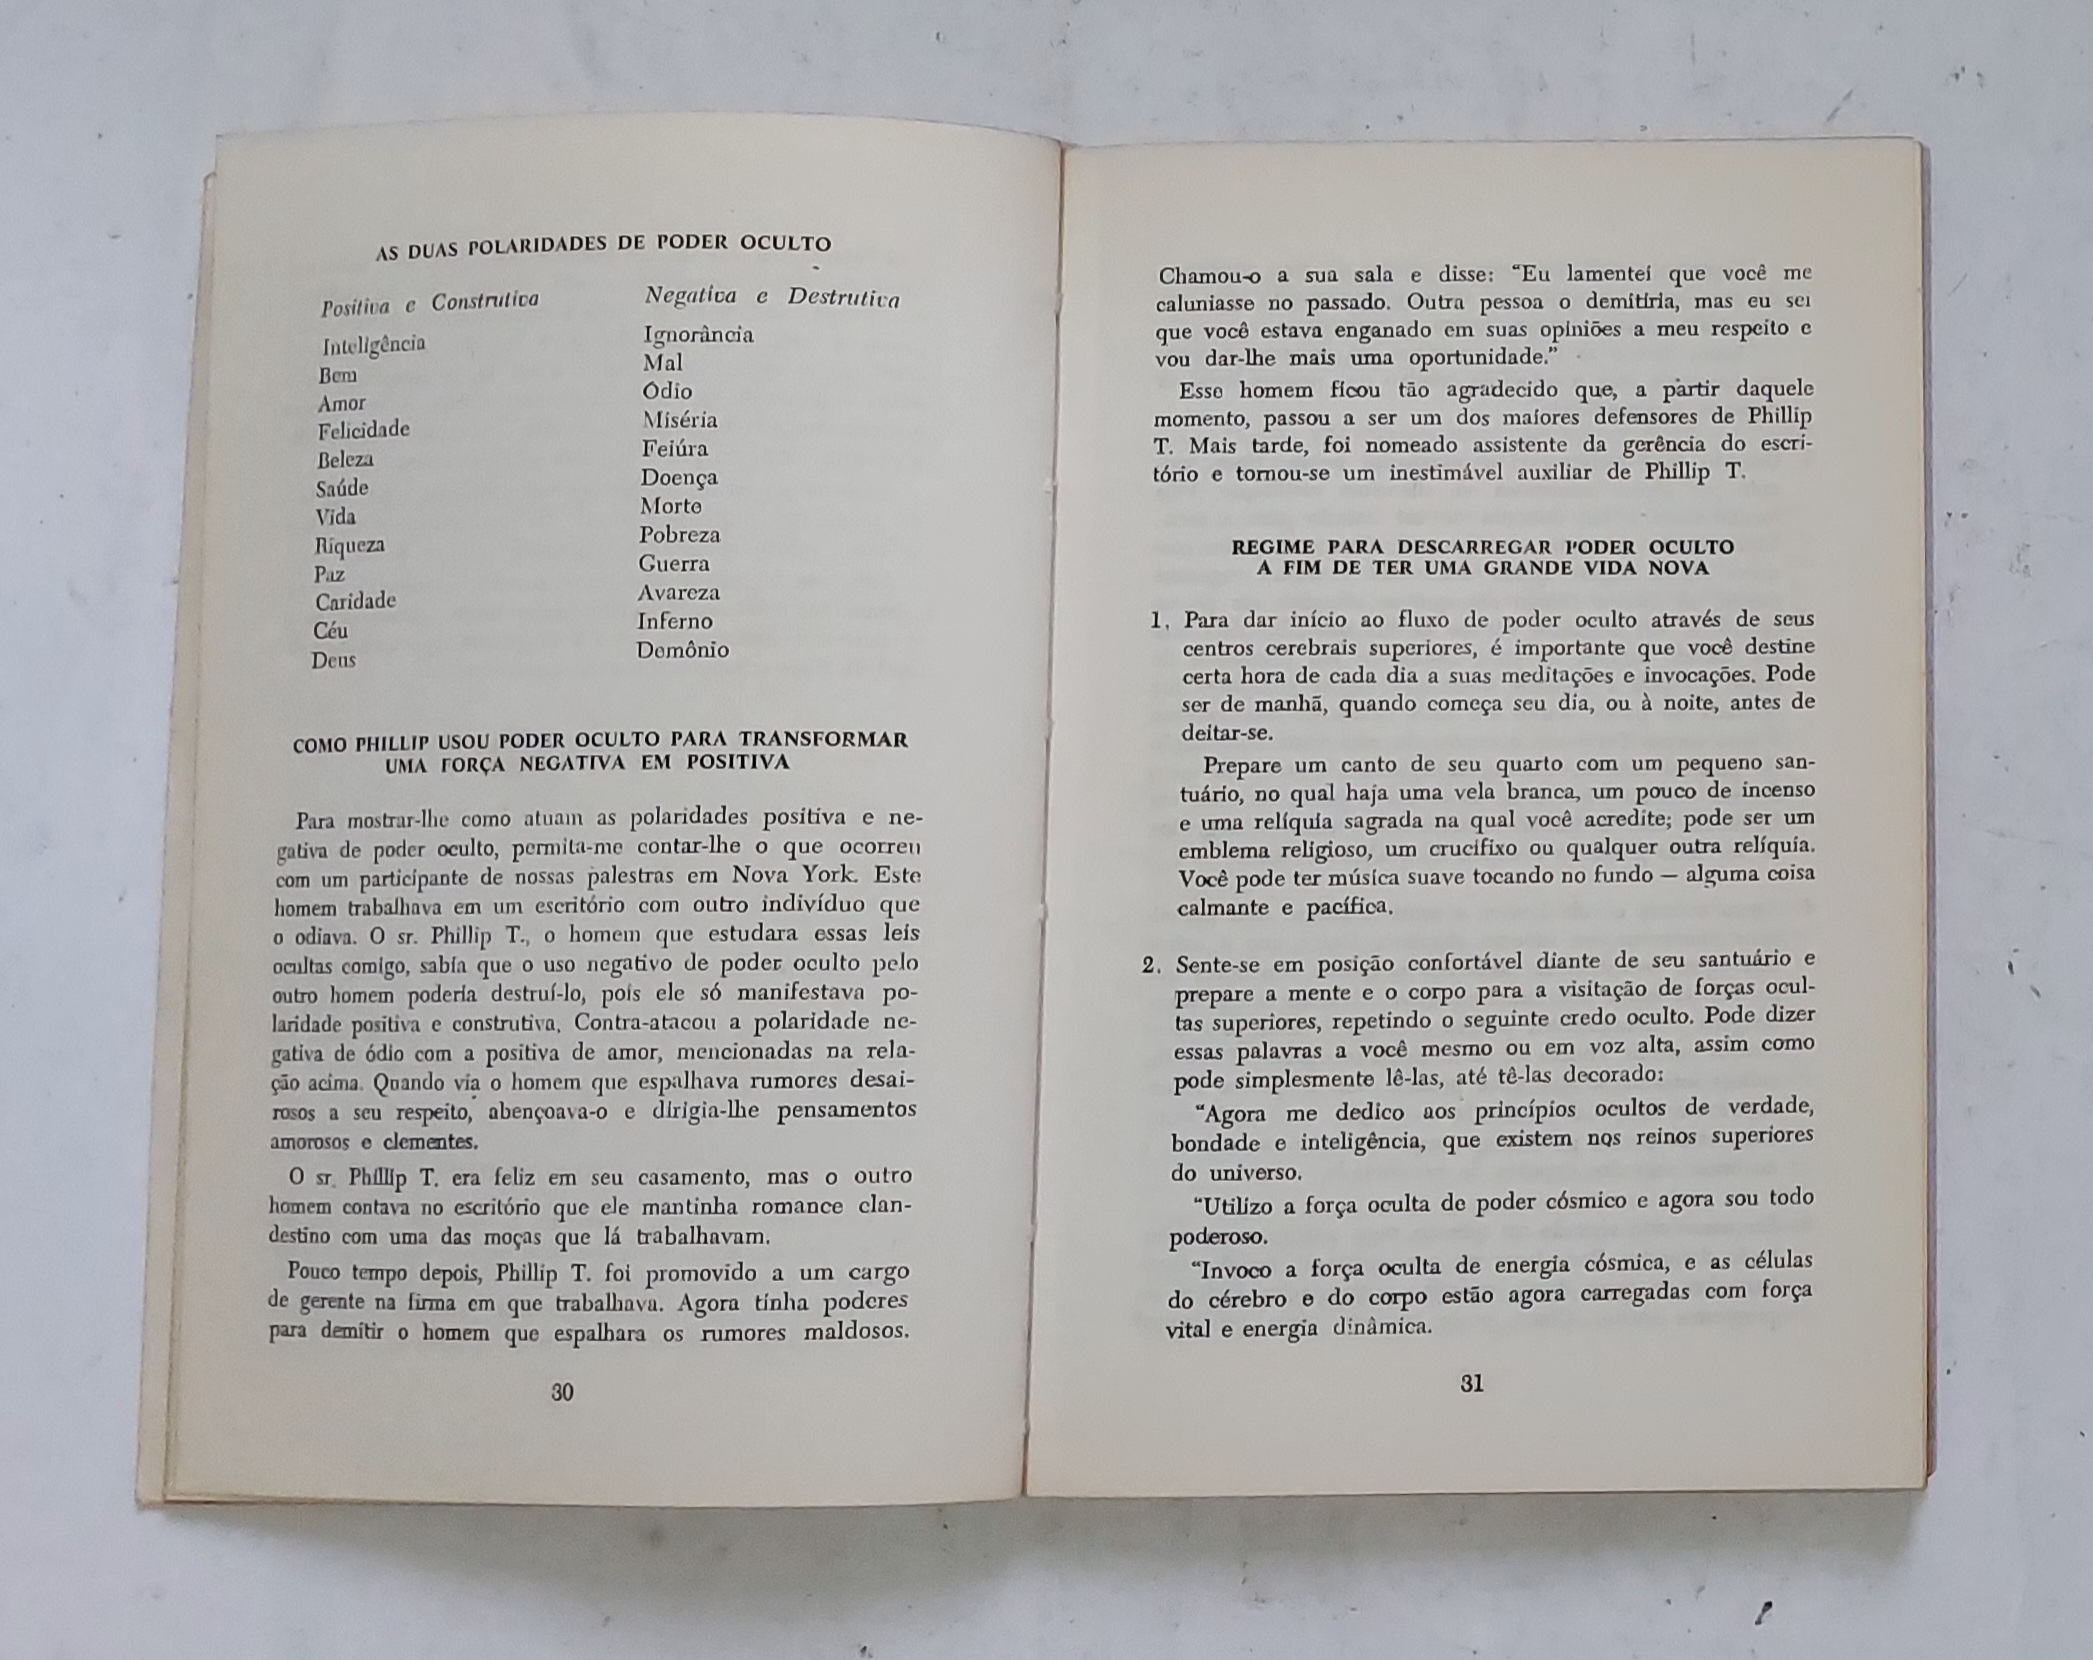 AS DUAS POLARIDADES DE PODER OCULTO
Positiva e Construtiva Negativa e Destrutiva
Inteligência Ignorância
Bem Mal
Amor Ódio
Felicidade Miséria
Beleza Feiúra
Saúde Doença
Vida Morte
Riqueza Pobreza
Paz Guerra
Caridade Avareza
Céu Inferno
Deus Demônio
COMO PHILLIP USOU PODER OCULTO PARA TRANSFORMAR
UMA FORÇA NEGATIVA EM POSITIVA
Para mostrar-lhe como atuam as polaridades positiva e ne-
gativa de poder oculto, permita-me contar-lhe o que ocorreu
com um participante de nossas palestras em Nova York. Este
homem trabalhava em um escritório com outro indivíduo que
o odiava. O sr. Phillip T., o homem que estudara essas leis
ocultas comigo, sabia que o uso negativo de poder oculto pelo
outro homem poderia destruí-lo, pois ele só manifestava po-
laridade positiva e construtiva. Contra-atacou a polaridade ne-
gativa de ódio com a positiva de amor, mencionadas na rela-
ção acima. Quando via o homem que espalhava rumores desai-
rosos a seu respeito, abençoava-o e dirigia-lhe pensamentos
amorosos e clementes.
O sr. Phillip T. era feliz em seu casamento, mas o outro
homem contava no escritório que ele mantinha romance clan-
destino com uma das moças que lá trabalhavam.
Pouco tempo depois, Phillip T. foi promovido a um cargo
de gerente na firma em que trabalhava. Agora tinha poderes
para demitir o homem que espalhara os rumores maldosos.
30
Chamou-o a sua sala e disse: "Eu lamentei que você me
caluniasse no passado. Outra pessoa o demitiria, mas eu sei
que você estava enganado em suas opiniões a meu respeito e
vou dar-lhe mais uma oportunidade."
Esse homem ficou tão agradecido que, a partir daquele
momento, passou a ser um dos maiores defensores de Phillip
T. Mais tarde, foi nomeado assistente da gerência do escri-
tório e tornou-se um inestimável auxiliar de Phillip T.
REGIME PARA DESCARREGAR PODER OCULTO
A FIM DE TER UMA GRANDE VIDA NOVA
1. Para dar início ao fluxo de poder oculto através de seus
centros cerebrais superiores, é importante que você destine
certa hora de cada dia a suas meditações e invocações. Pode
ser de manhã, quando começa seu dia, ou à noite, antes de
deitar-se.
Prepare um canto de seu quarto com um pequeno san-
tuário, no qual haja uma vela branca, um pouco de incenso
e uma relíquia sagrada na qual você acredite; pode ser um
emblema religioso, um crucifixo ou qualquer outra relíquia.
Você pode ter música suave tocando no fundo — alguma coisa
calmante e pacífica.
2. Sente-se em posição confortável diante de seu santuário e
prepare a mente e o corpo para a visitação de forças ocul-
tas superiores, repetindo o seguinte credo oculto. Pode dizer
essas palavras a você mesmo ou em voz alta, assim como
pode simplesmente lê-las, até tê-las decorado:
"Agora me dedico aos princípios ocultos de verdade,
bondade e inteligência, que existem nos reinos superiores
do universo.
"Utilizo a força oculta de poder cósmico e agora sou todo
poderoso.
"Invoco a força oculta de energia cósmica, e as células
do cérebro e do corpo estão agora carregadas com força
vital e energia dinâmica.
31